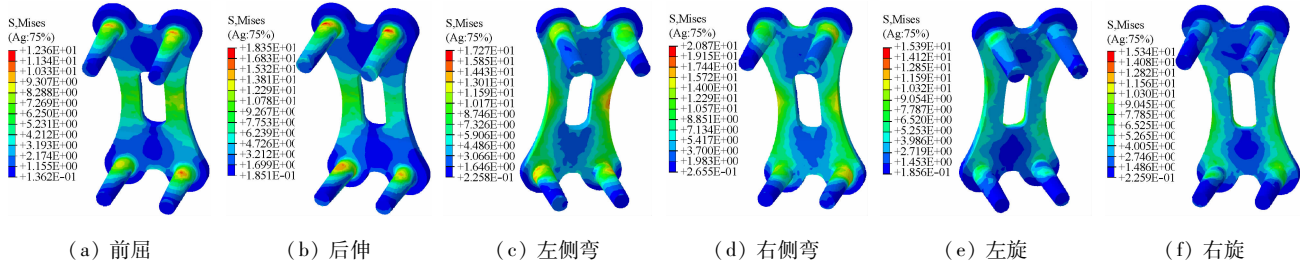 S,Mises
(Ag:75%)
+1.236E+01
+1.134E+01
+1.033E+01
+9.307E+00
+8.288E+00
+7.269E+00
+6.250E+00
+5.231E+00
+4.212E+00
+3.193E+00
+2.174E+00
+1.155E+00
+1.362E-01
(a) 前屈
S,Mises
(Ag:75%)
+1.835E+01
+1.683E+01
+1.532E+01
+1.381E+01
+1.229E+01
+1.078E+01
+9.267E+00
+7.753E+00
+6.239E+00
+4.726E+00
+3.212E+00
+1.699E+00
+1.851E-01
(b) 后伸
S,Mises
(Ag:75%)
+1.727E+01
+1.585E+01
+1.443E+01
+1.301E+01
+1.159E+01
+1.017E+01
+8.746E+00
+7.326E+00
+5.906E+00
+4.486E+00
+3.066E+00
+1.646E+00
+2.258E-01
(c) 左侧弯
S,Mises
(Ag:75%)
+2.087E+01
+1.915E+01
+1.744E+01
+1.572E+01
+1.400E+01
+1.229E+01
+1.057E+01
+8.851E+00
+7.134E+00
+5.417E+00
+3.700E+00
+1.983E+00
+2.655E-01
(d) 右侧弯
S,Mises
(Ag:75%)
+1.539E+01
+1.412E+01
+1.285E+01
+1.159E+01
+1.032E+01
+9.054E+00
+7.787E+00
+6.520E+00
+5.253E+00
+3.986E+00
+2.719E+00
+1.453E+00
+1.856E-01
(e) 左旋
S,Mises
(Ag:75%)
+1.534E+01
+1.408E+01
+1.282E+01
+1.156E+01
+1.030E+01
+9.045E+00
+7.785E+00
+6.525E+00
+5.265E+00
+4.005E+00
+2.746E+00
+1.486E+00
+2.259E-01
(f) 右旋